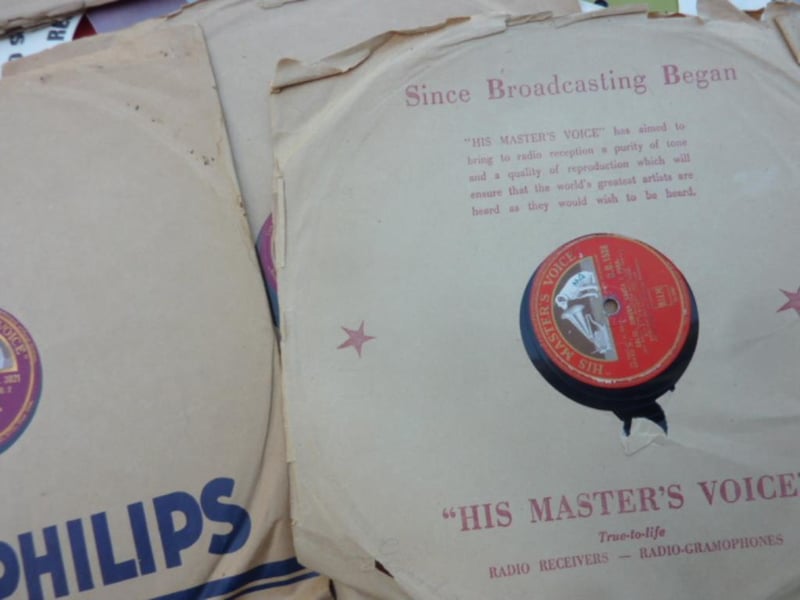 Since Broadcasting Began
"HIS MASTER'S VOICE" has aimed to
bring to radio reception a purity of tone
and a quality of reproduction which will
ensure that the world's greatest artists are
heard as they would wish to be heard.
"HIS MASTER'S VOICE"
"HIS MASTER'S VOICE"
True-to-life
RADIO RECEIVERS — RADIO-GRAMOPHONES
PHILIPS
VOICE"
3021